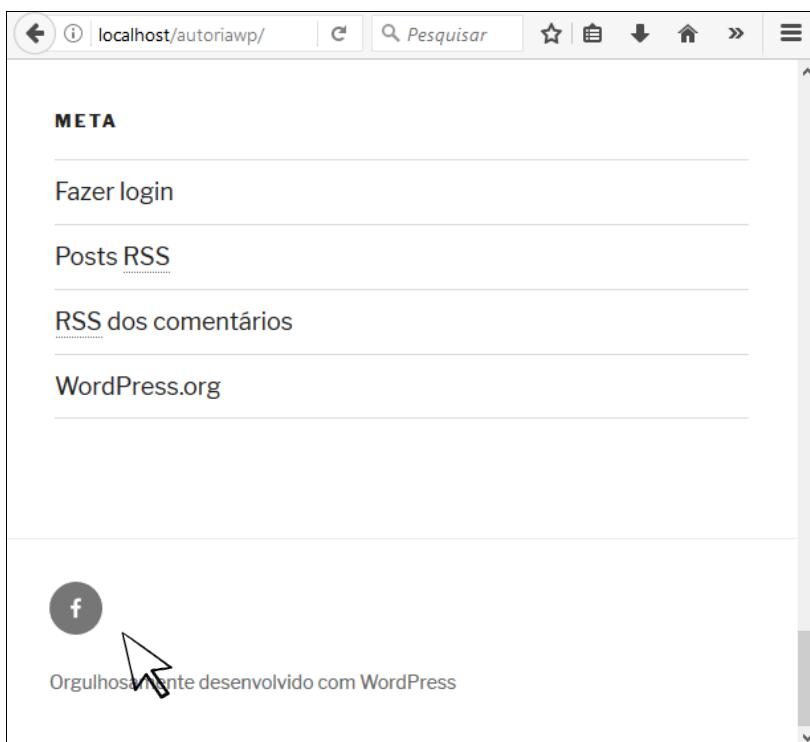 localhost/autoriawp/ Pesquisar
META
Fazer login
Posts RSS
RSS dos comentários
WordPress.org
f
Orgulhosamente desenvolvido com WordPress